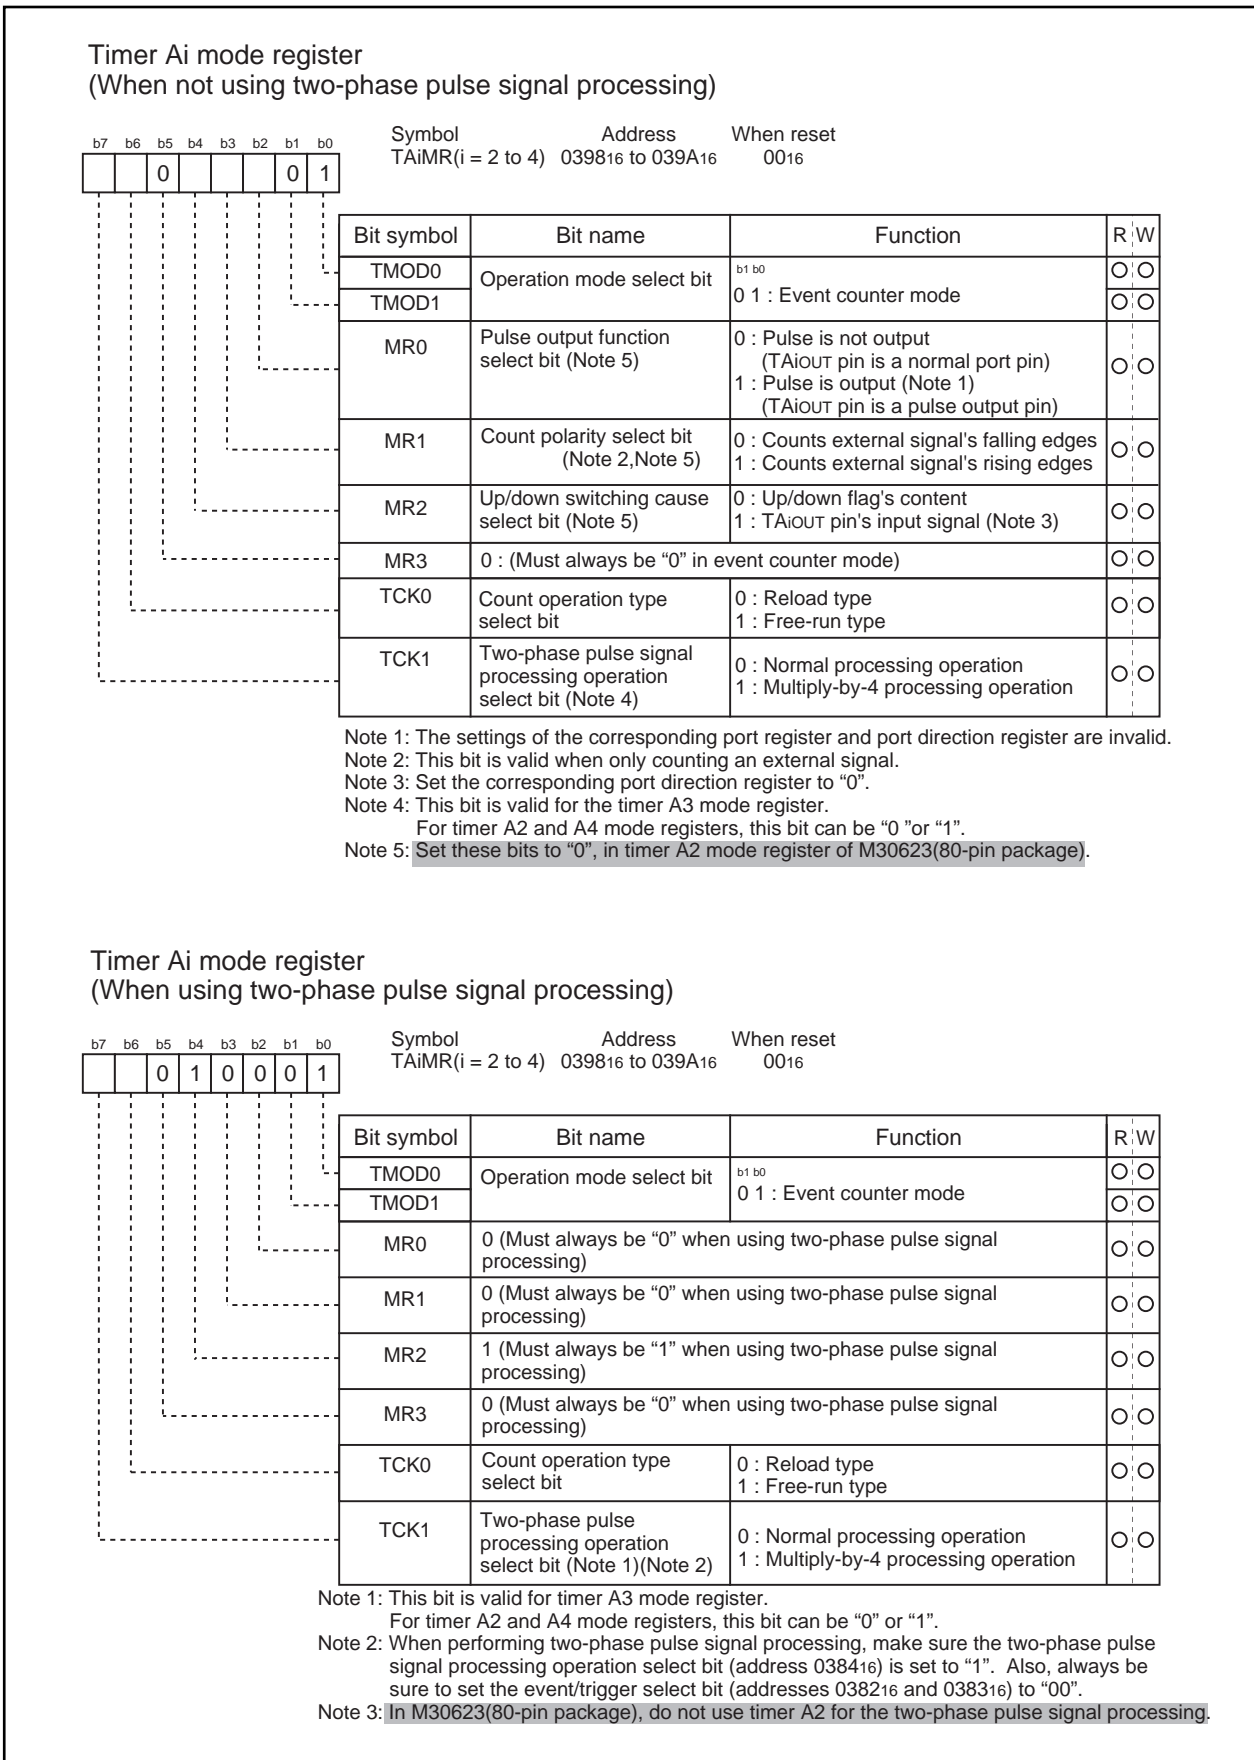 Timer Ai mode register
(When not using two-phase pulse signal processing)
Symbol Address When reset
TAiMR(i = 2 to 4) 039816 to 039A16 0016
b7 b6 b5 b4 b3 b2 b1 b0
0 0 1
Bit symbol Bit name Function R W
TMOD0 Operation mode select bit b1 b0
TMOD1 0 1 : Event counter mode
MR0 Pulse output function 0 : Pulse is not output
select bit (Note 5) (TAiOUT pin is a normal port pin)
1 : Pulse is output (Note 1)
(TAiOUT pin is a pulse output pin)
MR1 Count polarity select bit 0 : Counts external signal's falling edges
(Note 2,Note 5) 1 : Counts external signal's rising edges
MR2 Up/down switching cause 0 : Up/down flag's content
select bit (Note 5) 1 : TAiOUT pin's input signal (Note 3)
MR3 0 : (Must always be “0” in event counter mode)
TCK0 Count operation type 0 : Reload type
select bit 1 : Free-run type
TCK1 Two-phase pulse signal 0 : Normal processing operation
processing operation 1 : Multiply-by-4 processing operation
select bit (Note 4)
Note 1: The settings of the corresponding port register and port direction register are invalid.
Note 2: This bit is valid when only counting an external signal.
Note 3: Set the corresponding port direction register to “0”.
Note 4: This bit is valid for the timer A3 mode register.
For timer A2 and A4 mode registers, this bit can be “0 ”or “1”.
Note 5: Set these bits to “0”, in timer A2 mode register of M30623(80-pin package).
Timer Ai mode register
(When using two-phase pulse signal processing)
Symbol Address When reset
TAiMR(i = 2 to 4) 039816 to 039A16 0016
b7 b6 b5 b4 b3 b2 b1 b0
0 1 0 0 0 1
Bit symbol Bit name Function R W
TMOD0 Operation mode select bit b1 b0
TMOD1 0 1 : Event counter mode
MR0 0 (Must always be “0” when using two-phase pulse signal
processing)
MR1 0 (Must always be “0” when using two-phase pulse signal
processing)
MR2 1 (Must always be “1” when using two-phase pulse signal
processing)
MR3 0 (Must always be “0” when using two-phase pulse signal
processing)
TCK0 Count operation type 0 : Reload type
select bit 1 : Free-run type
TCK1 Two-phase pulse 0 : Normal processing operation
processing operation 1 : Multiply-by-4 processing operation
select bit (Note 1)(Note 2)
Note 1: This bit is valid for timer A3 mode register.
For timer A2 and A4 mode registers, this bit can be “0” or “1”.
Note 2: When performing two-phase pulse signal processing, make sure the two-phase pulse
signal processing operation select bit (address 038416) is set to “1”. Also, always be
sure to set the event/trigger select bit (addresses 038216 and 038316) to “00”.
Note 3: In M30623(80-pin package), do not use timer A2 for the two-phase pulse signal processing.